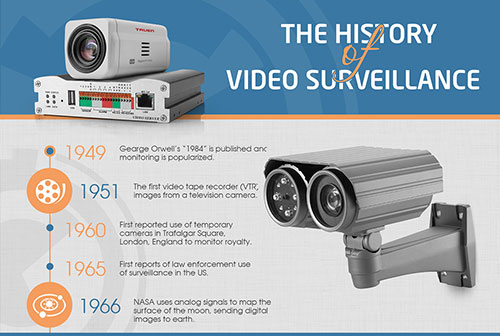 TRUEN
THE HISTORY
of
VIDEO SURVEILLANCE
1949
Gearge Orwell's "1984" is published anc
monitoring is popularized.
1951
The first video tape recorder (VTR)
images from a television camera.
1960
First reported use of temporary
cameras in Trafalgar Square,
London, England to monitor royalty.
1965
First reports of law enforcement use
of surveillance in the US.
1966
NASA uses analog signals to map the
surface of the moon, sending digital
images to earth.